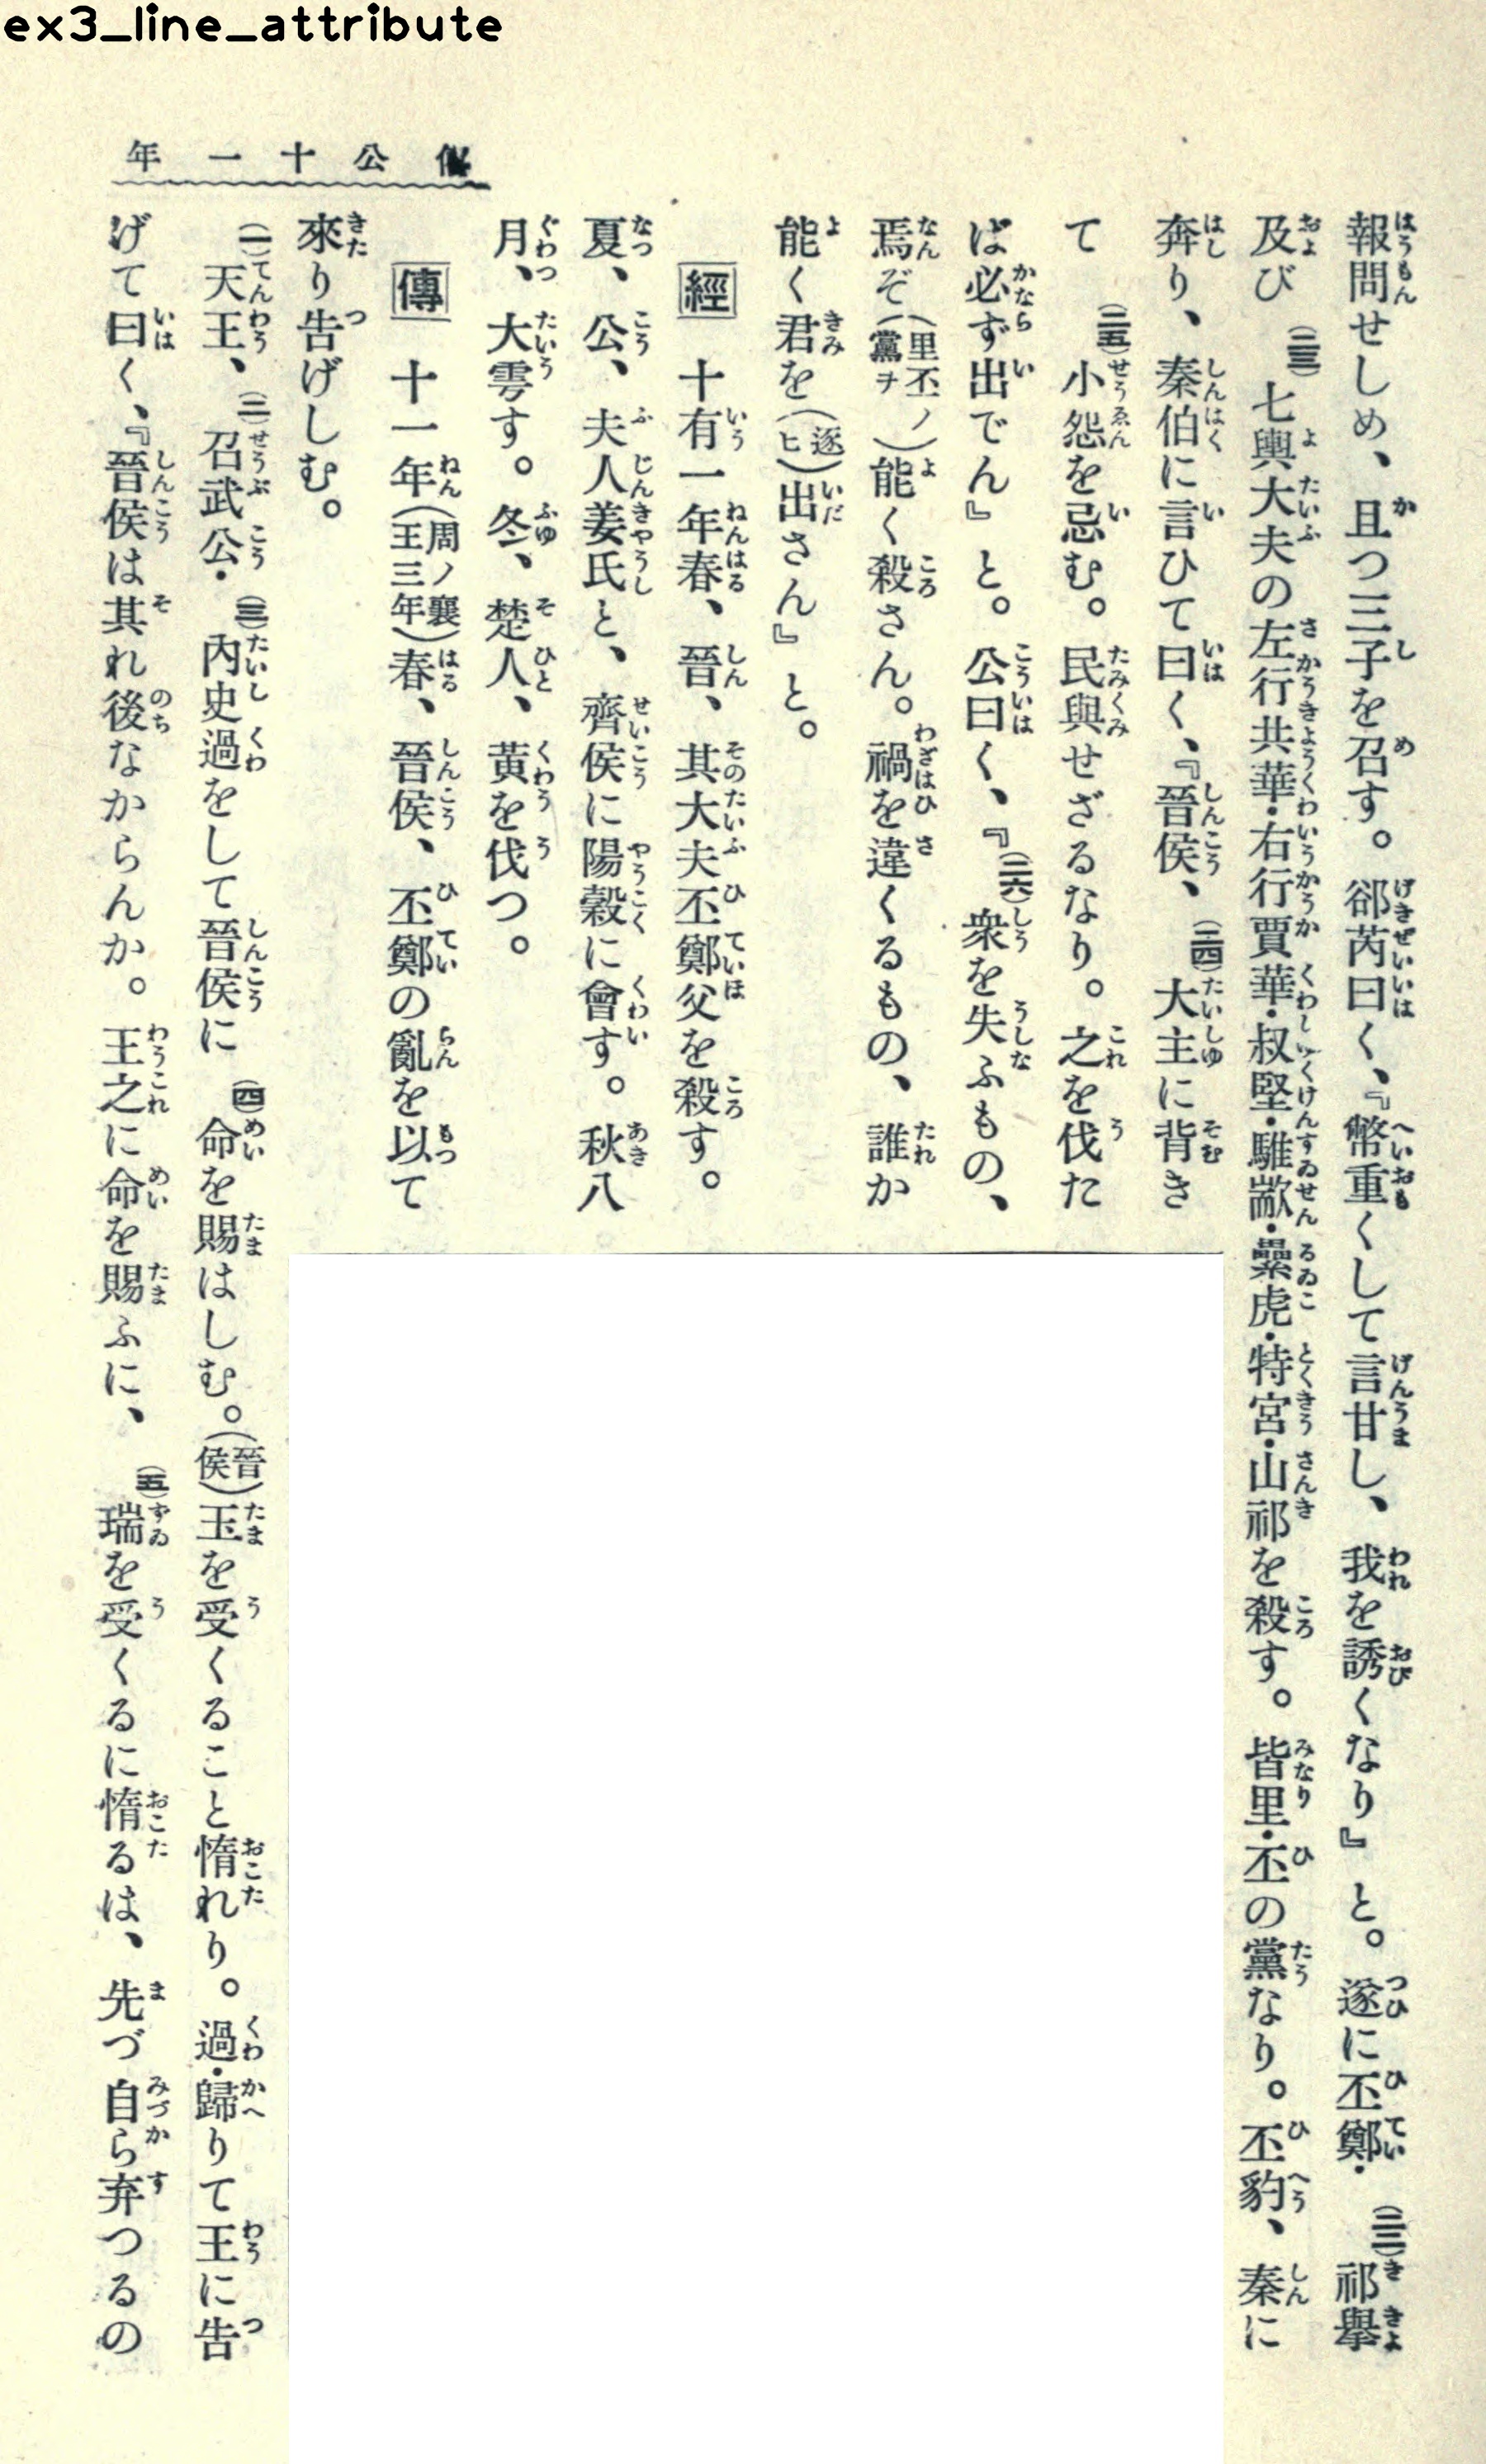 ex3_line_attribute
僖公十一年
報問せしめ、且つ三子を召す。郤芮曰く、『幣重くして言甘し、我を誘くなり』と。遂に丕鄭・(二二)祁擧
及び(二三)七輿大夫の左行共華・右行賈華・叔堅・騅歂・纍虎・特宮・山祁を殺す。皆里・丕の黨なり。丕豹、秦に
奔り、秦伯に言ひて曰く、『晉侯、(二四)大主に背き
て(二五)小怨を忌む。民與せざるなり。之を伐た
ば必ず出でん』と。公曰く、『(二六)衆を失ふもの、
焉ぞ(里丕ノ黨ヲ)能く殺さん。禍を違くるもの、誰か
能く君を(逐ヒ)出さん』と。
經 十有一年春、晉、其大夫丕鄭父を殺す。
夏、公、夫人姜氏と、齊侯に陽穀に會す。秋八
月、大雩す。冬、楚人、黄を伐つ。
傳 十一年(周ノ襄王三年)春、晉侯、丕鄭の亂を以て
來り告げしむ。
(一)天王、(二)召武公・(三)內史過をして晉侯に(四)命を賜はしむ。(晉侯)玉を受くること惰れり。過・歸りて王に告
げて曰く、『晉侯は其れ後なからんか。王之に命を賜ふに、(五)瑞を受くるに惰るは、先づ自ら弃つるの